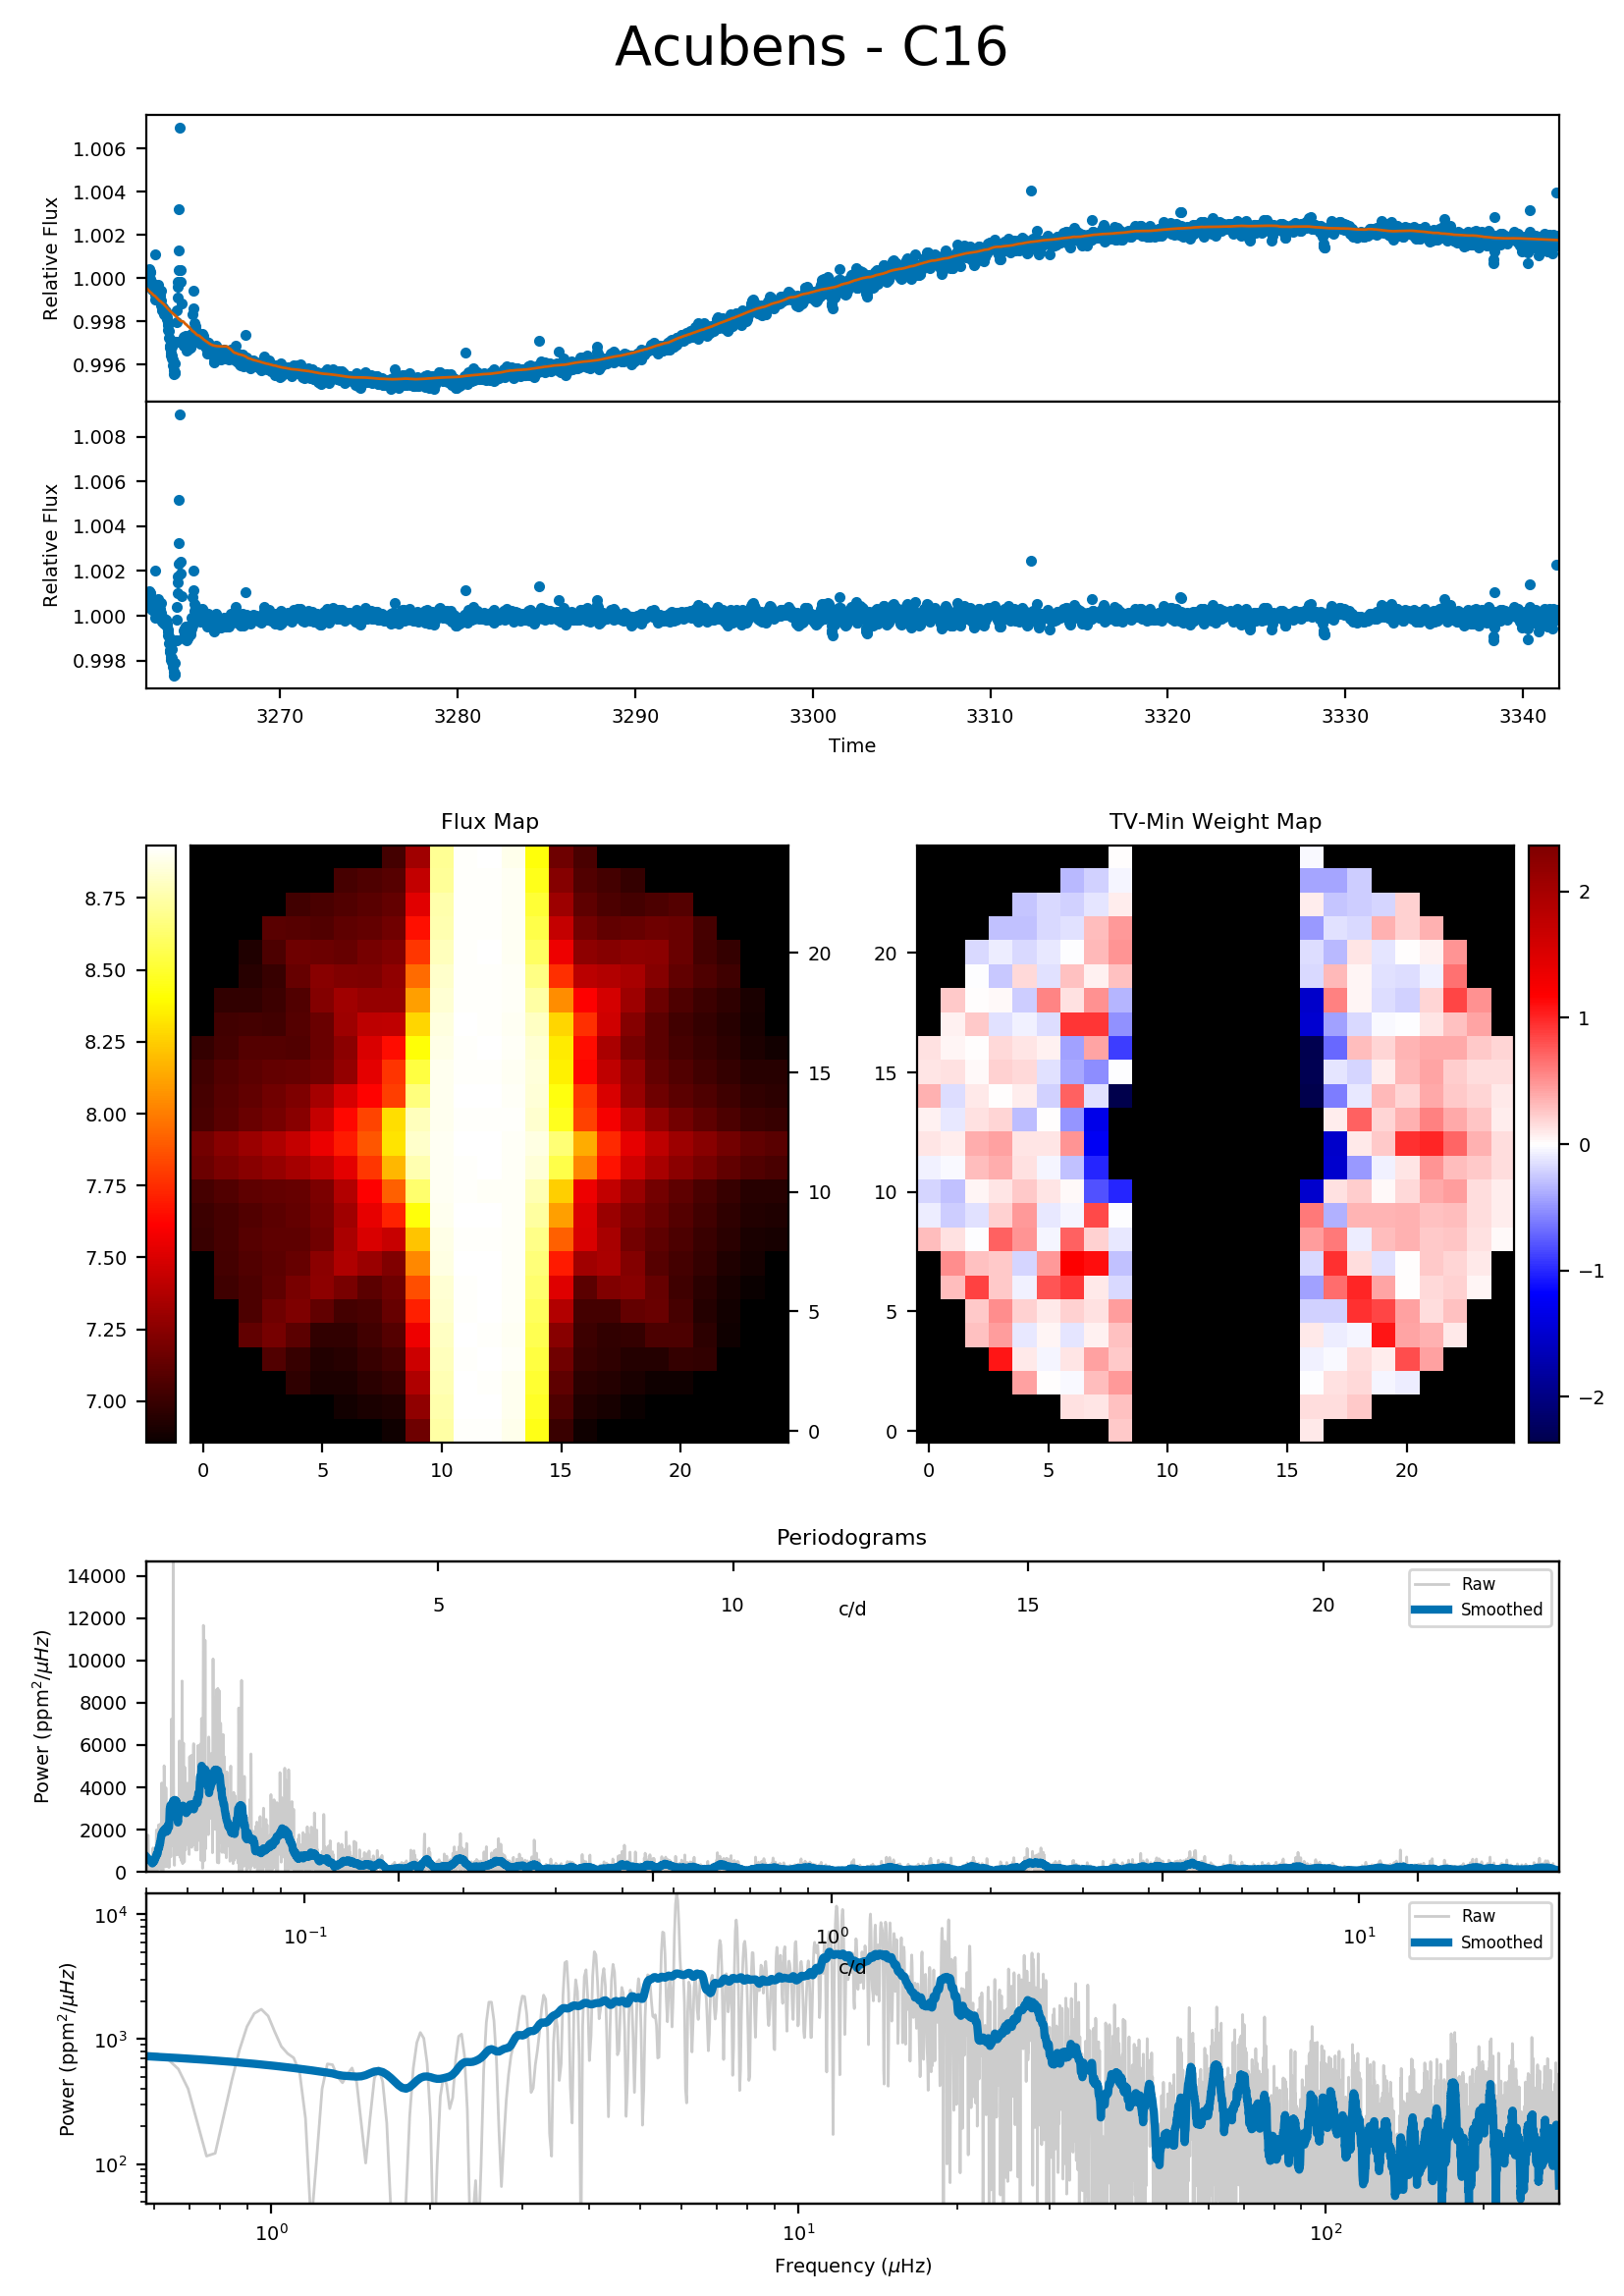 Acubens - C16
Relative Flux
1.006
1.004
1.002
1.000
0.998
0.996
Relative Flux
1.008
1.006
1.004
1.002
1.000
0.998
3270 3280 3290 3300 3310 3320 3330 3340
Time
Flux Map
TV-Min Weight Map
8.75
8.50
8.25
8.00
7.75
7.50
7.25
7.00
20
15
10
5
0
0 5 10 15 20
20
15
10
5
0
0 5 10 15 20
2
1
0
−1
−2
Periodograms
Power (ppm²/μHz)
14000
12000
10000
8000
6000
4000
2000
0
5 10 15 20
c/d
Raw
Smoothed
Power (ppm²/μHz)
10⁴
10³
10²
10⁻¹ 10⁰ 10¹
c/d
Raw
Smoothed
10⁰ 10¹ 10²
Frequency (μHz)